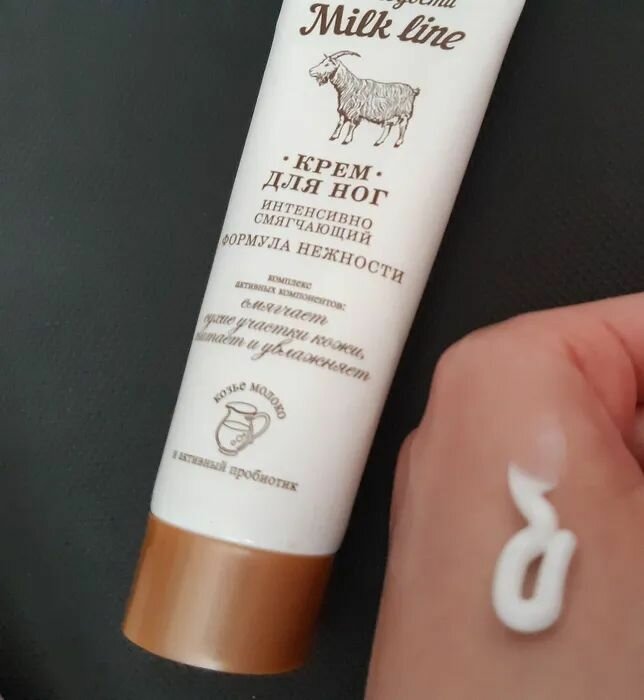 Milk line
• КРЕМ •
ДЛЯ НОГ
ИНТЕНСИВНО
СМЯГЧАЮЩИЙ
ФОРМУЛА НЕЖНОСТИ
комплекс
активных компонентов:
смягчает
сухие участки кожи,
питает и увлажняет
козье молоко
и активный пробиотик